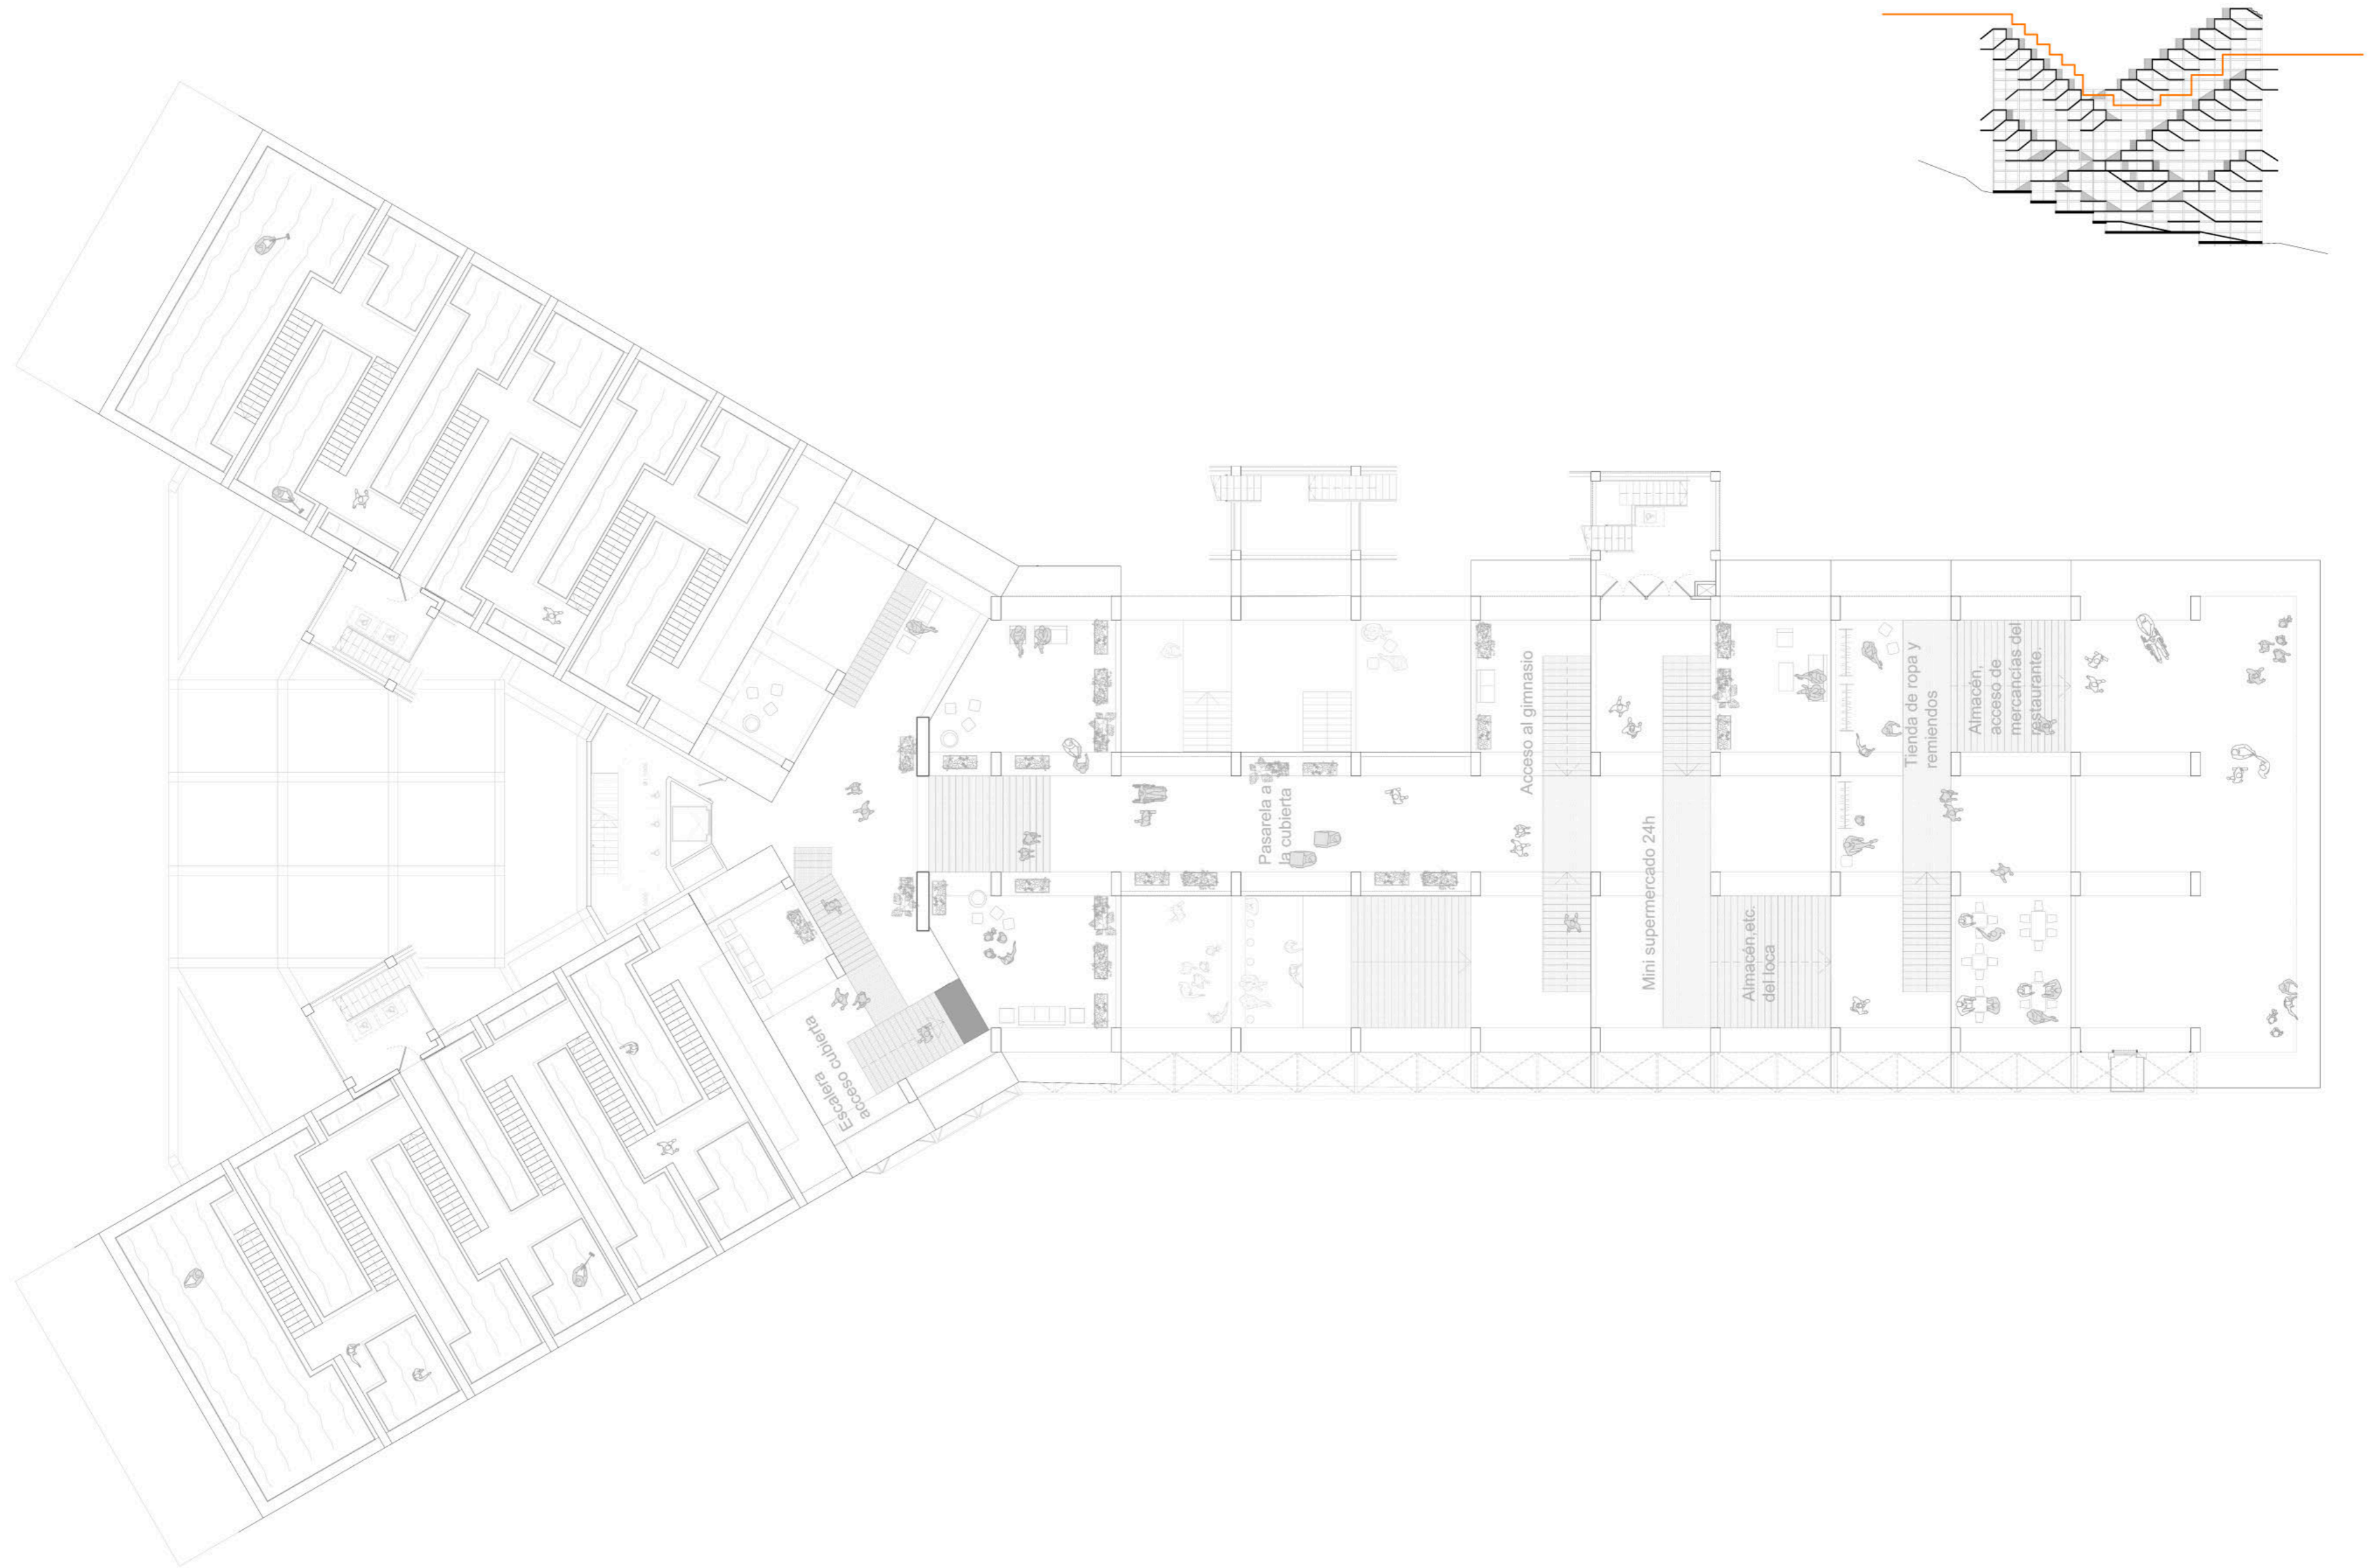 Escalera
acceso cubierta
Pasarela a
la cubierta
Acceso al gimnasio
Mini supermercado 24h
Almacén,etc.
del loca
Tienda de ropa y
remiendos
Almacén,
acceso de
mercancías del
restaurante.